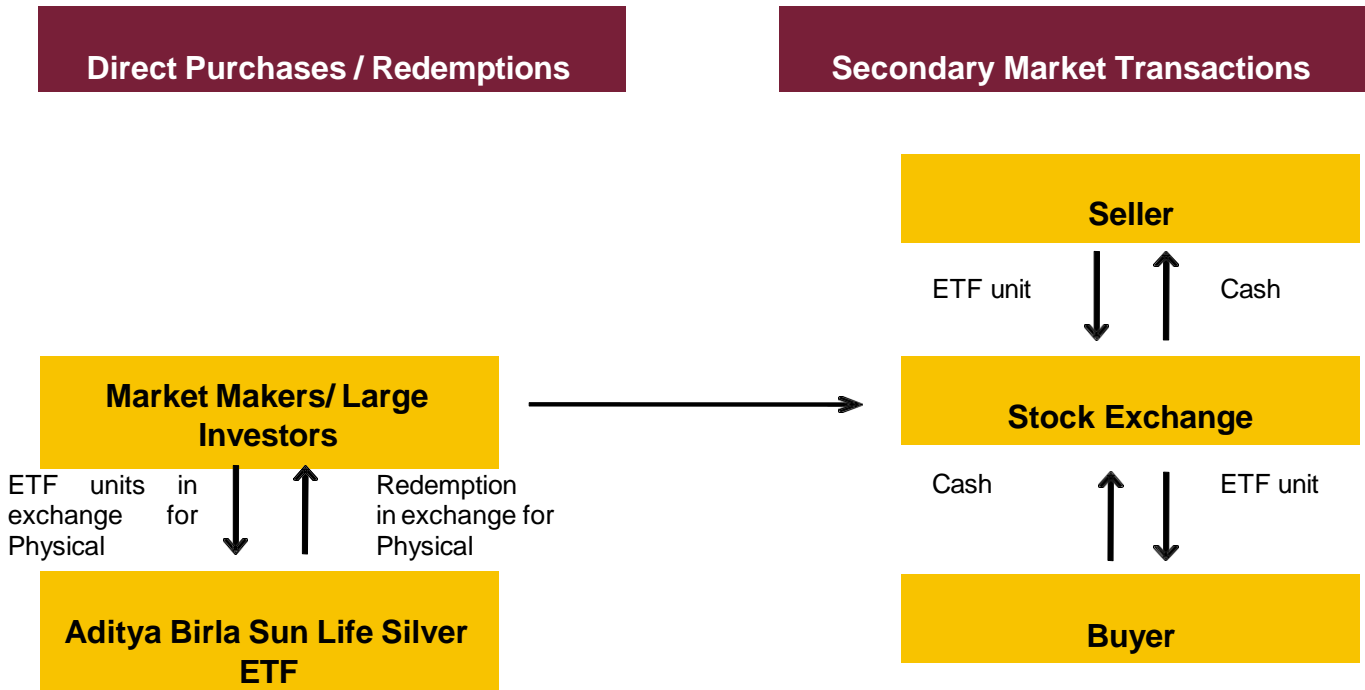 Direct Purchases / Redemptions
Secondary Market Transactions
Seller
ETF unit
Cash
Market Makers/ Large
Investors
Stock Exchange
ETF units in
exchange for
Physical
Redemption
in exchange for
Physical
Cash
ETF unit
Aditya Birla Sun Life Silver
ETF
Buyer